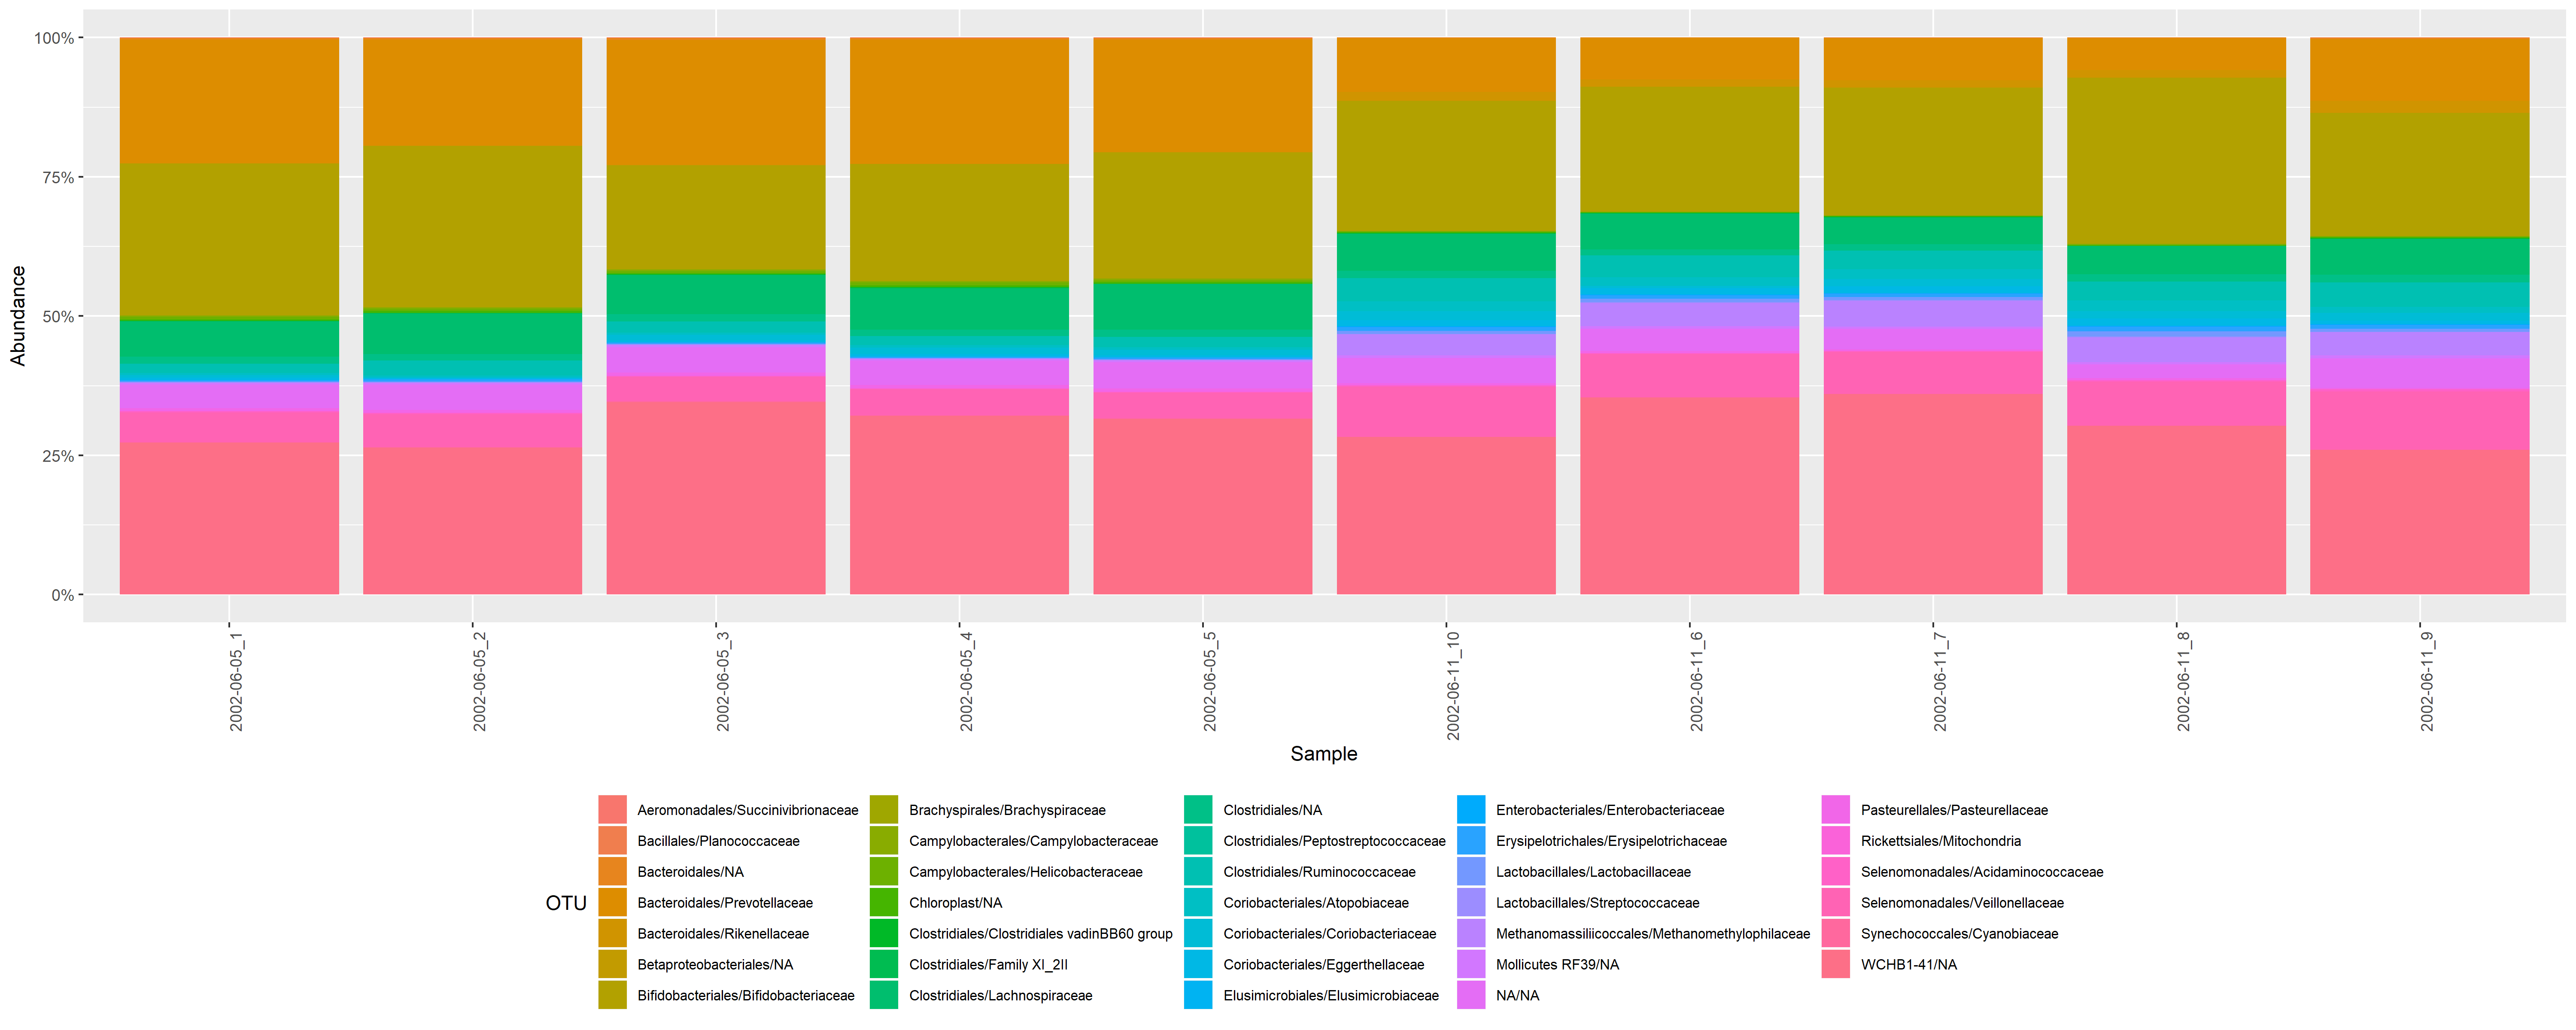 100%
75%
50%
25%
0%
Abundance
2002-06-05_1
2002-06-05_2
2002-06-05_3
2002-06-05_4
2002-06-05_5
2002-06-11_10
2002-06-11_6
2002-06-11_7
2002-06-11_8
2002-06-11_9
Sample
OTU
Aeromonadales/Succinivibrionaceae
Bacillales/Planococcaceae
Bacteroidales/NA
Bacteroidales/Prevotellaceae
Bacteroidales/Rikenellaceae
Betaproteobacteriales/NA
Bifidobacteriales/Bifidobacteriaceae
Brachyspirales/Brachyspiraceae
Campylobacterales/Campylobacteraceae
Campylobacterales/Helicobacteraceae
Chloroplast/NA
Clostridiales/Clostridiales vadinBB60 group
Clostridiales/Family XI_2II
Clostridiales/Lachnospiraceae
Clostridiales/NA
Clostridiales/Peptostreptococcaceae
Clostridiales/Ruminococcaceae
Coriobacteriales/Atopobiaceae
Coriobacteriales/Coriobacteriaceae
Coriobacteriales/Eggerthellaceae
Elusimicrobiales/Elusimicrobiaceae
Enterobacteriales/Enterobacteriaceae
Erysipelotrichales/Erysipelotrichaceae
Lactobacillales/Lactobacillaceae
Lactobacillales/Streptococcaceae
Methanomassiliicoccales/Methanomethylophilaceae
Mollicutes RF39/NA
NA/NA
Pasteurellales/Pasteurellaceae
Rickettsiales/Mitochondria
Selenomonadales/Acidaminococcaceae
Selenomonadales/Veillonellaceae
Synechococcales/Cyanobiaceae
WCHB1-41/NA